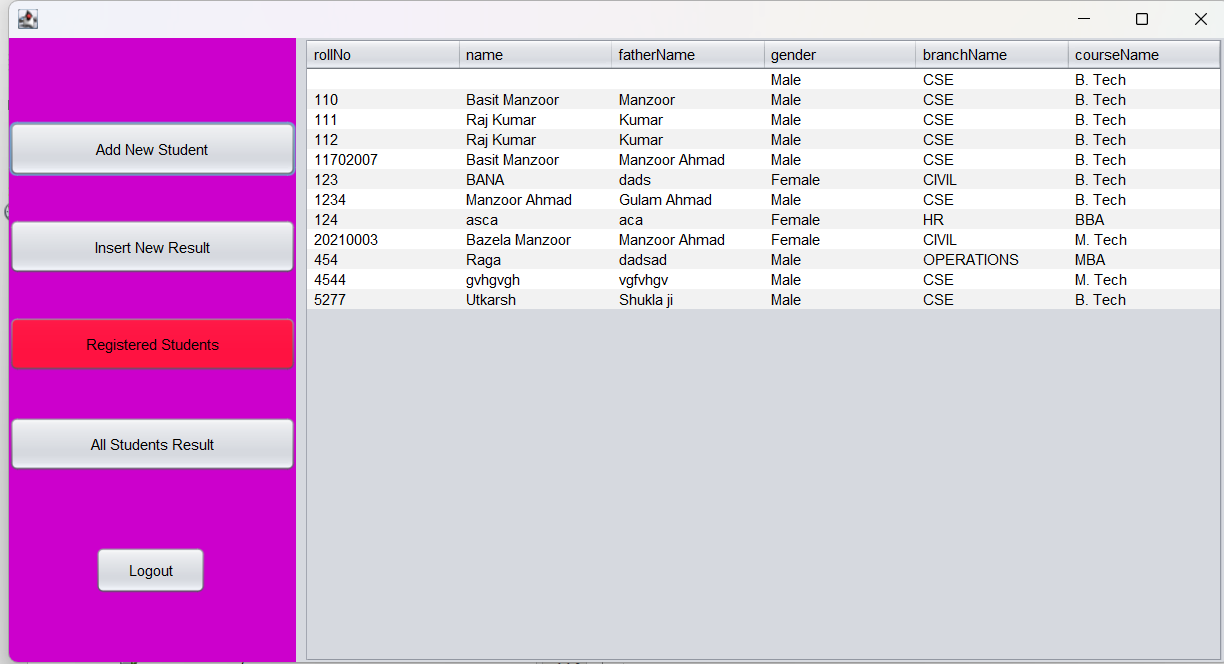 rollNo name fatherName gender branchName courseName
Male CSE B. Tech
110 Basit Manzoor Manzoor Male CSE B. Tech
111 Raj Kumar Kumar Male CSE B. Tech
112 Raj Kumar Kumar Male CSE B. Tech
11702007 Basit Manzoor Manzoor Ahmad Male CSE B. Tech
123 BANA dads Female CIVIL B. Tech
1234 Manzoor Ahmad Gulam Ahmad Male CSE B. Tech
124 asca aca Female HR BBA
20210003 Bazela Manzoor Manzoor Ahmad Female CIVIL M. Tech
454 Raga dadsad Male OPERATIONS MBA
4544 gvhgvgh vgfvhgv Male CSE M. Tech
5277 Utkarsh Shukla ji Male CSE B. Tech
Add New Student
Insert New Result
Registered Students
All Students Result
Logout